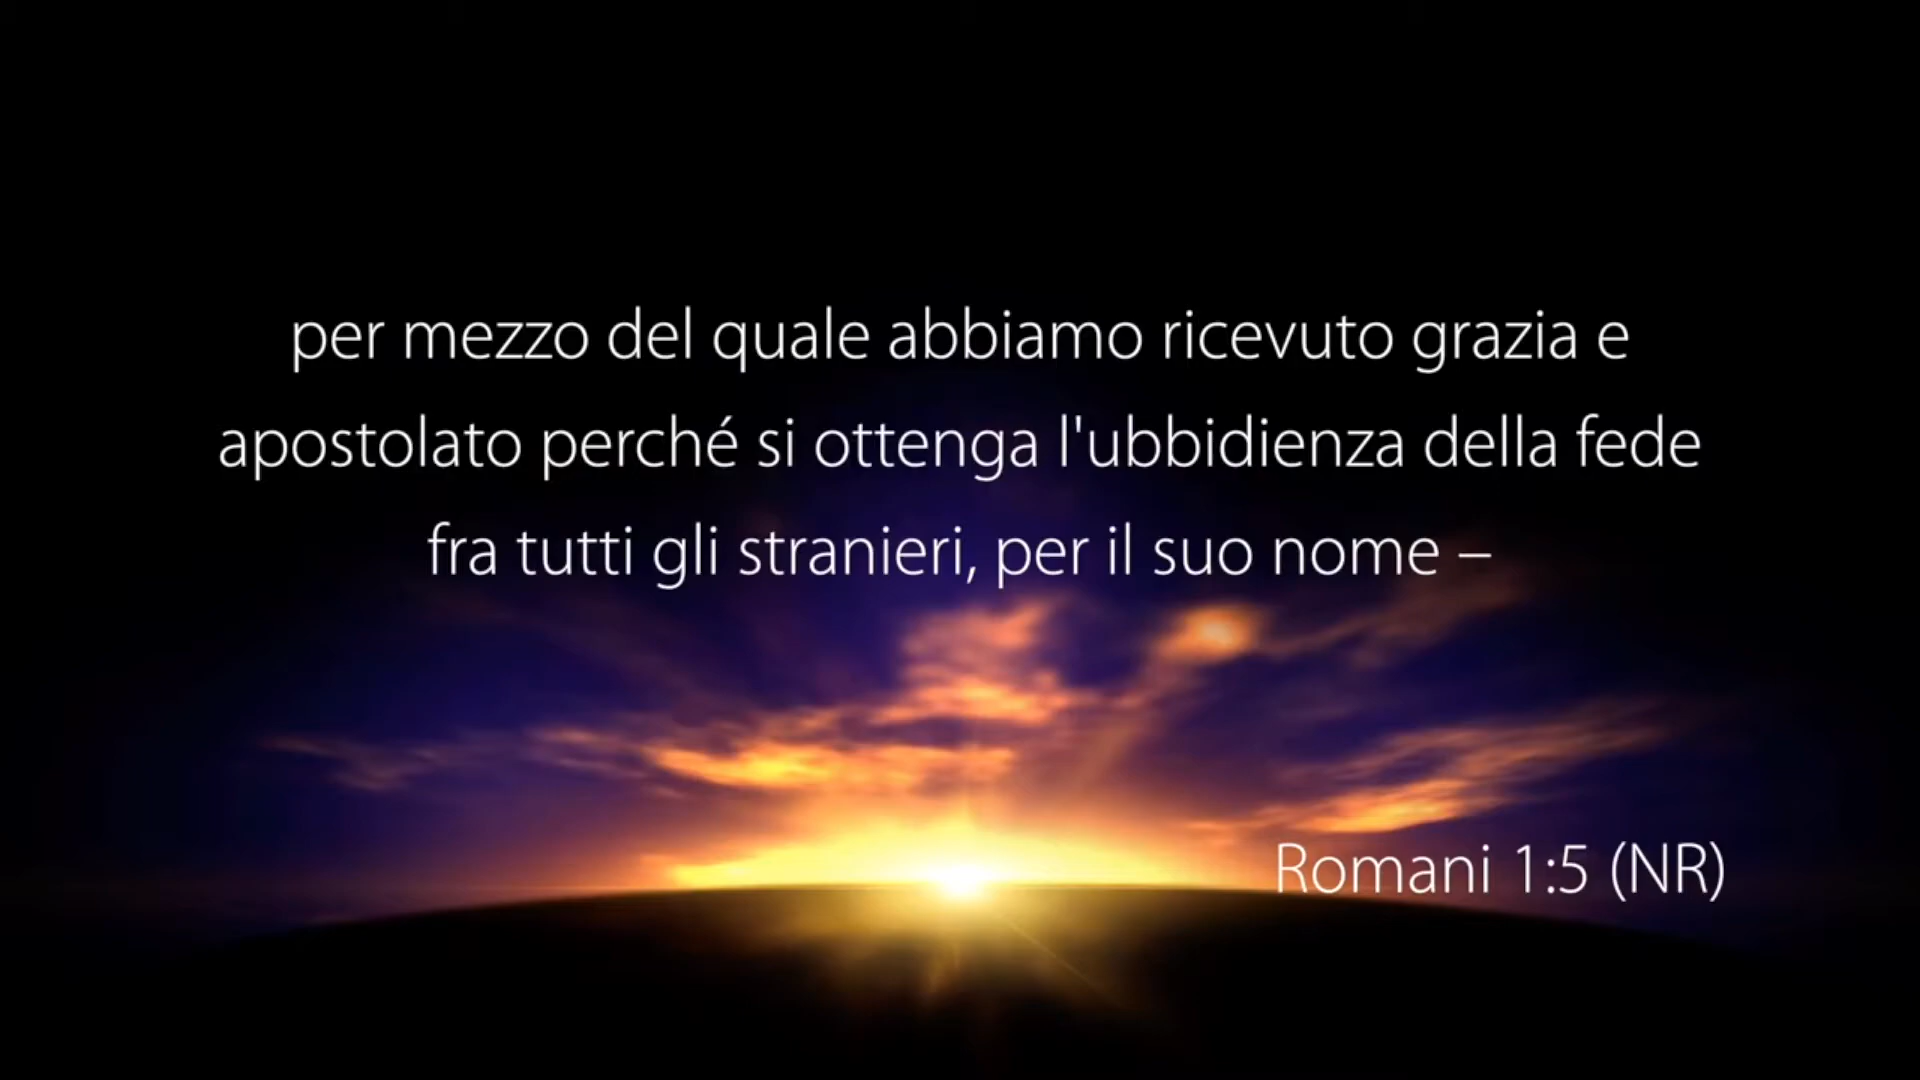 per mezzo del quale abbiamo ricevuto grazia e
apostolato perché si ottenga l'ubbidienza della fede
fra tutti gli stranieri, per il suo nome –
Romani 1:5 (NR)